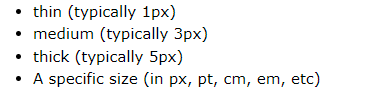 • thin (typically 1px)
• medium (typically 3px)
• thick (typically 5px)
• A specific size (in px, pt, cm, em, etc)